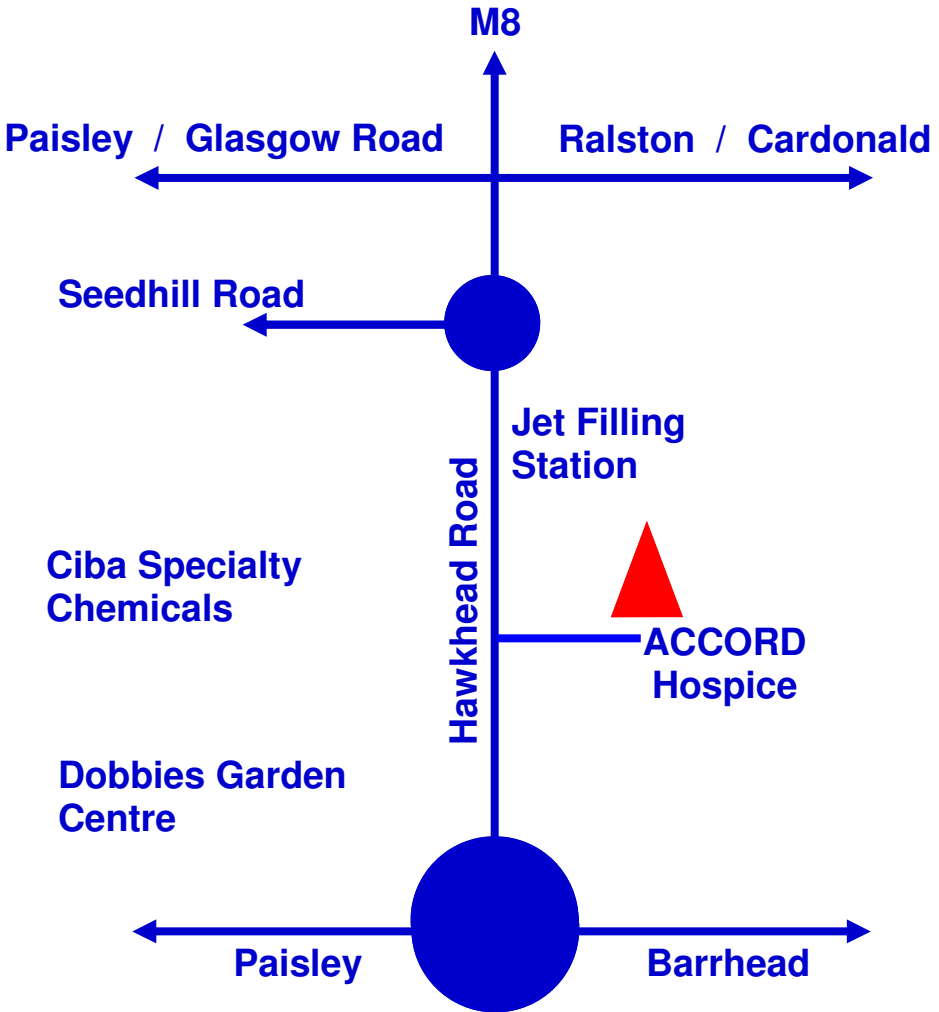 M8
Paisley / Glasgow Road
Ralston / Cardonald
Seedhill Road
Jet Filling
Station
Hawkhead Road
Ciba Specialty
Chemicals
ACCORD
Hospice
Dobbies Garden
Centre
Paisley
Barrhead